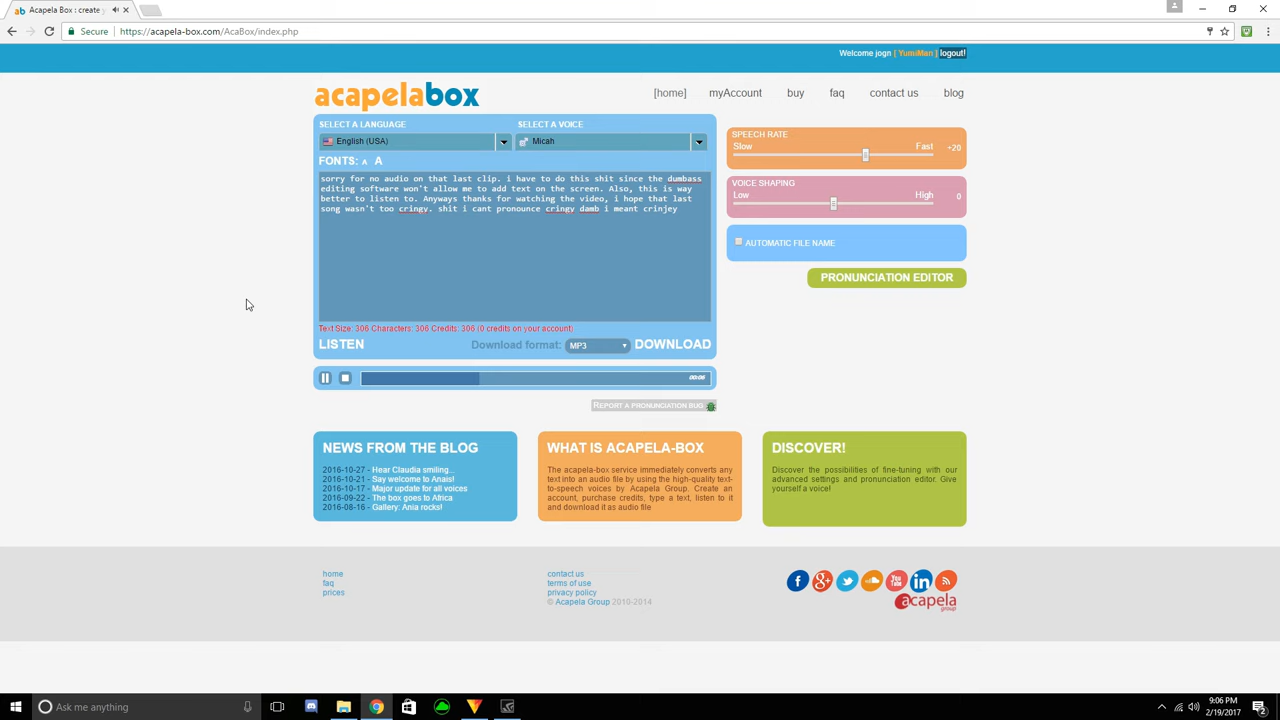 Acapela Box : create y
Secure
https://acapela-box.com/AcaBox/index.php
Welcome jogn [ YumiMan ] logout!
acapelabox
[home] myAccount buy faq contact us blog
SELECT A LANGUAGE SELECT A VOICE
English (USA) Micah
FONTS: A A
sorry for no audio on that last clip. i have to do this shit since the dumbass
editing software won't allow me to add text on the screen. Also, this is way
better to listen to. Anyways thanks for watching the video, i hope that last
song wasn't too cringy. shit i cant pronounce cringy damb i meant crinjey
Text Size: 306 Characters: 306 Credits: 306 (0 credits on your account)
LISTEN Download format: MP3 DOWNLOAD
00:06
REPORT A PRONUNCIATION BUG
SPEECH RATE
Slow Fast +20
VOICE SHAPING
Low High 0
AUTOMATIC FILE NAME
PRONUNCIATION EDITOR
NEWS FROM THE BLOG
2016-10-27 - Hear Claudia smiling...
2016-10-21 - Say welcome to Anais!
2016-10-17 - Major update for all voices
2016-09-22 - The box goes to Africa
2016-08-16 - Gallery: Ania rocks!
WHAT IS ACAPELA-BOX
The acapela-box service immediately converts any
text into an audio file by using the high-quality text-
to-speech voices by Acapela Group. Create an
account, purchase credits, type a text, listen to it
and download it as audio file
DISCOVER!
Discover the possibilities of fine-tuning with our
advanced settings and pronunciation editor. Give
yourself a voice!
home
faq
prices
contact us
terms of use
privacy policy
© Acapela Group 2010-2014
acapela
group
Ask me anything
9:06 PM
2/19/2017